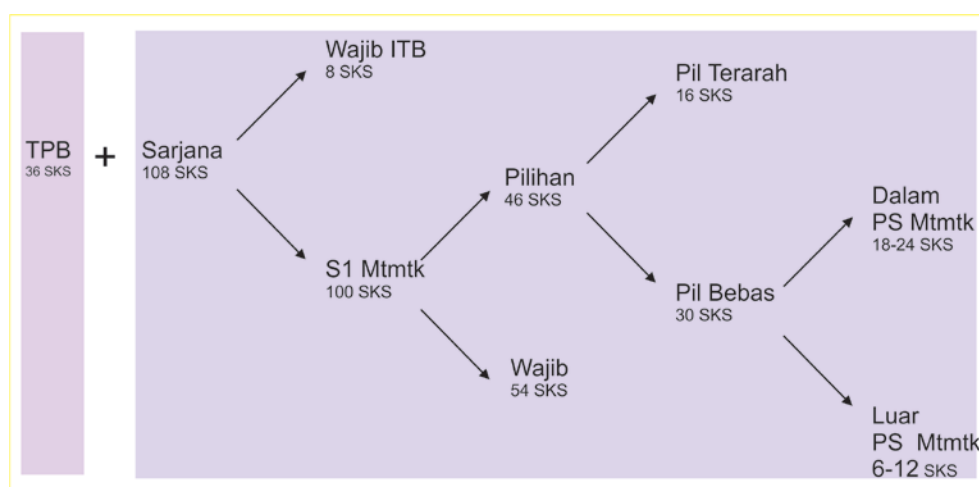 TPB
36 SKS
+
Sarjana
108 SKS
Wajib ITB
8 SKS
S1 Mtmtk
100 SKS
Pilihan
46 SKS
Wajib
54 SKS
Pil Terarah
16 SKS
Pil Bebas
30 SKS
Dalam
PS Mtmtk
18-24 SKS
Luar
PS Mtmtk
6-12 SKS